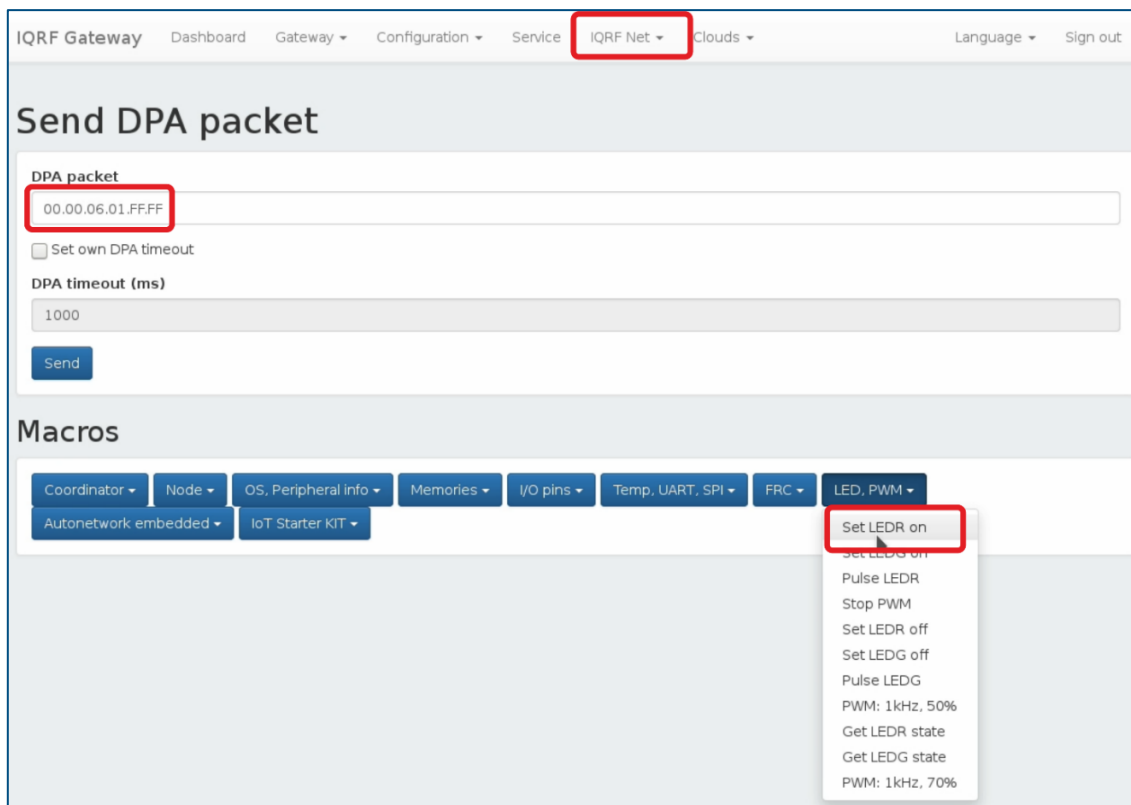 IQRF Gateway Dashboard Gateway Configuration Service IQRF Net Clouds Language Sign out
Send DPA packet
DPA packet
00.00.06.01.FF.FF
Set own DPA timeout
DPA timeout (ms)
1000
Send
Macros
Coordinator Node OS, Peripheral info Memories I/O pins Temp, UART, SPI FRC LED, PWM
Autonetwork embedded IoT Starter KIT
Set LEDR on
Set LEDG on
Pulse LEDR
Stop PWM
Set LEDR off
Set LEDG off
Pulse LEDG
PWM: 1kHz, 50%
Get LEDR state
Get LEDG state
PWM: 1kHz, 70%